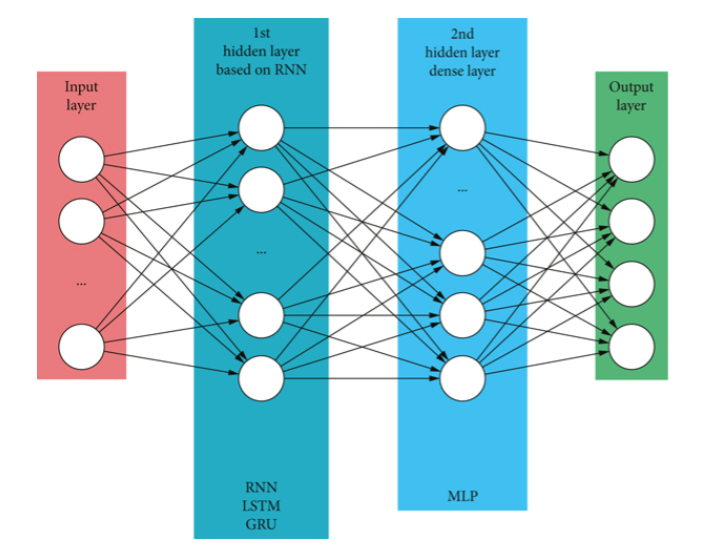 Input
layer
...
1st
hidden layer
based on RNN
...
RNN
LSTM
GRU
2nd
hidden layer
dense layer
...
MLP
Output
layer